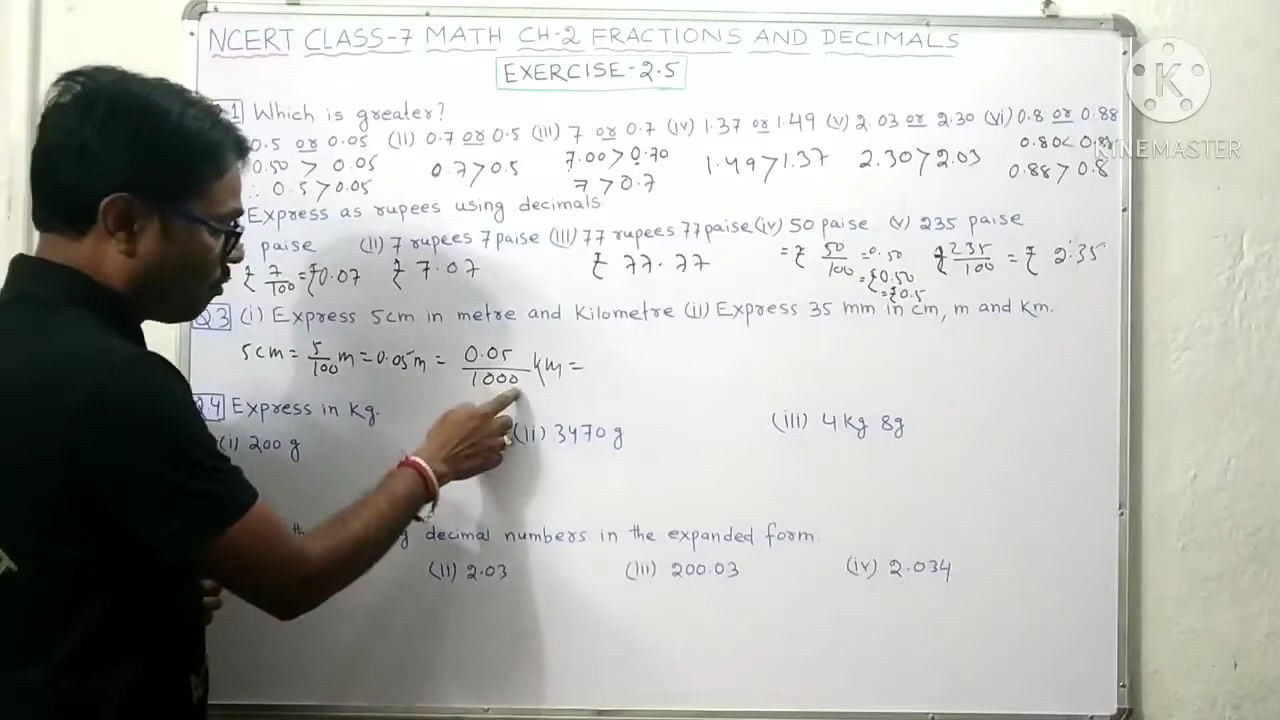 NCERT CLASS-7 MATH CH-2 FRACTIONS AND DECIMALS
EXERCISE-2.5
K
KINEMASTER
1 Which is greater?
0.5 or 0.05 (II) 0.7 or 0.5 (III) 7 or 0.7 (iv) 1.37 or 1.49 (v) 2.03 or 2.30 (vi) 0.8 or 0.88
0.50 > 0.05 0.7>0.5 7.00>0.70 1.49>1.37 2.30>2.03 0.80<
∴ 0.5>0.05 7>0.7 0.88>0.8
Express as rupees using decimals
paise (II) 7 rupees 7 paise (III) 77 rupees 77 paise (iv) 50 paise (v) 235 paise
₹ 7/100 = ₹0.07 ₹ 7.07 ₹ 77.77 = ₹ 50/100 = 0.50 ₹ 235/100 = ₹ 2.35
= ₹0.50
= ₹0.5
Q3 (i) Express 5cm in metre and Kilometre (ii) Express 35 mm in cm, m and km.
5cm = 5/100 m = 0.05m = 0.05/1000 km =
4 Express in kg.
(I) 200 g (ii) 3470 g (iii) 4kg 8g
decimal numbers in the expanded form.
(II) 2.03 (III) 200.03 (iv) 2.034